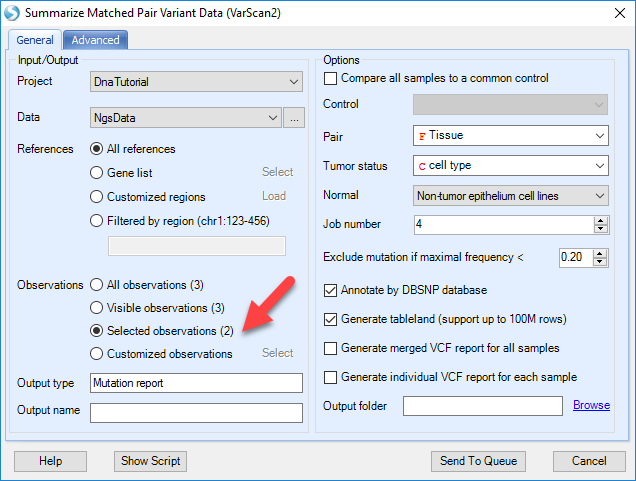 Summarize Matched Pair Variant Data (VarScan2)
General
Advanced
Input/Output
Project
DnaTutorial
Data
NgsData
...
References
All references
Gene list
Select
Customized regions
Load
Filtered by region (chr1:123-456)
Observations
All observations (3)
Visible observations (3)
Selected observations (2)
Customized observations
Select
Output type
Mutation report
Output name
Options
Compare all samples to a common control
Control
Pair
F Tissue
Tumor status
C cell type
Normal
Non-tumor epithelium cell lines
Job number
4
Exclude mutation if maximal frequency <
0.20
Annotate by DBSNP database
Generate tableland (support up to 100M rows)
Generate merged VCF report for all samples
Generate individual VCF report for each sample
Output folder
Browse
Help
Show Script
Send To Queue
Cancel